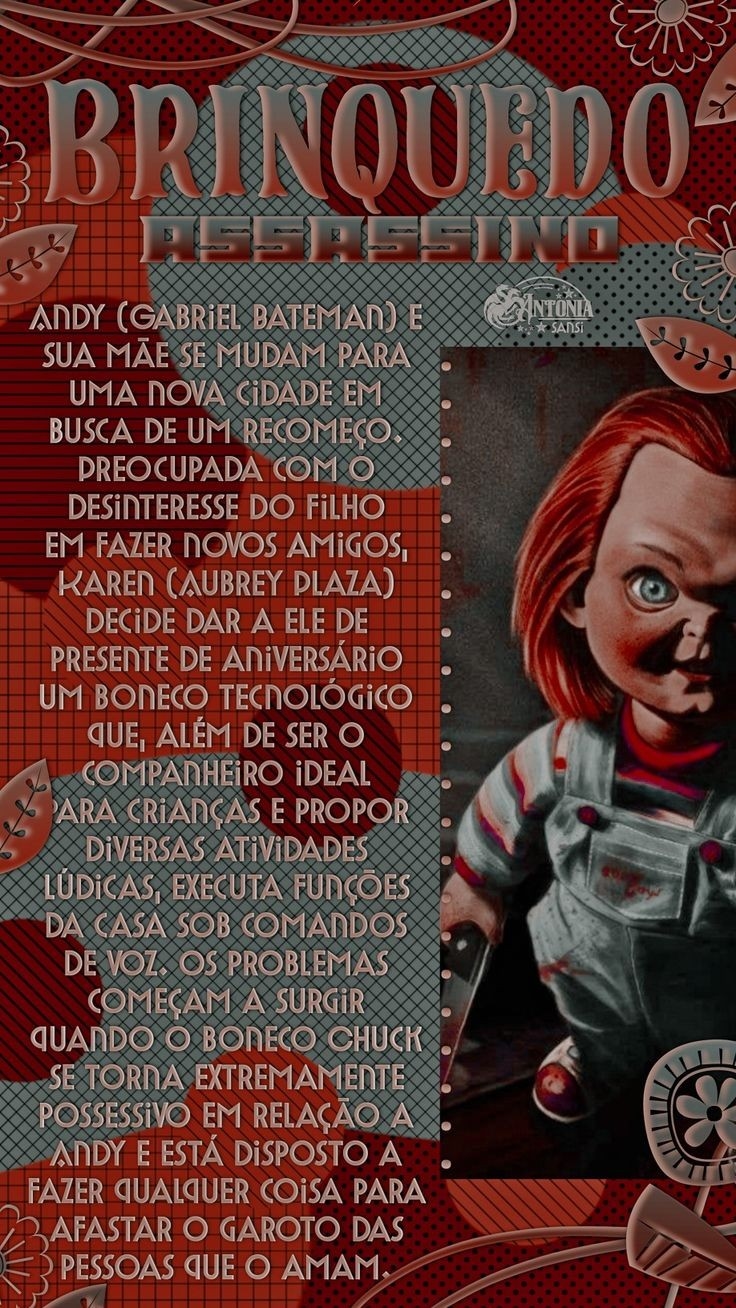 BRINQUEDO
ASSASSINO
ANTONIA
SANSI
ANDY (GABRIEL BATEMAN) E
SUA MÃE SE MUDAM PARA
UMA NOVA CIDADE EM
BUSCA DE UM RECOMEÇO.
PREOCUPADA COM O
DESINTERESSE DO FILHO
EM FAZER NOVOS AMIGOS,
KAREN (AUBREY PLAZA)
DECIDE DAR A ELE DE
PRESENTE DE ANIVERSÁRIO
UM BONECO TECNOLÓGICO
QUE, ALÉM DE SER O
COMPANHEIRO IDEAL
PARA CRIANÇAS E PROPOR
DIVERSAS ATIVIDADES
LÚDICAS, EXECUTA FUNÇÕES
DA CASA SOB COMANDOS
DE VOZ. OS PROBLEMAS
COMEÇAM A SURGIR
QUANDO O BONECO CHUCK
SE TORNA EXTREMAMENTE
POSSESSIVO EM RELAÇÃO A
ANDY E ESTÁ DISPOSTO A
FAZER QUALQUER COISA PARA
AFASTAR O GAROTO DAS
PESSOAS QUE O AMAM.